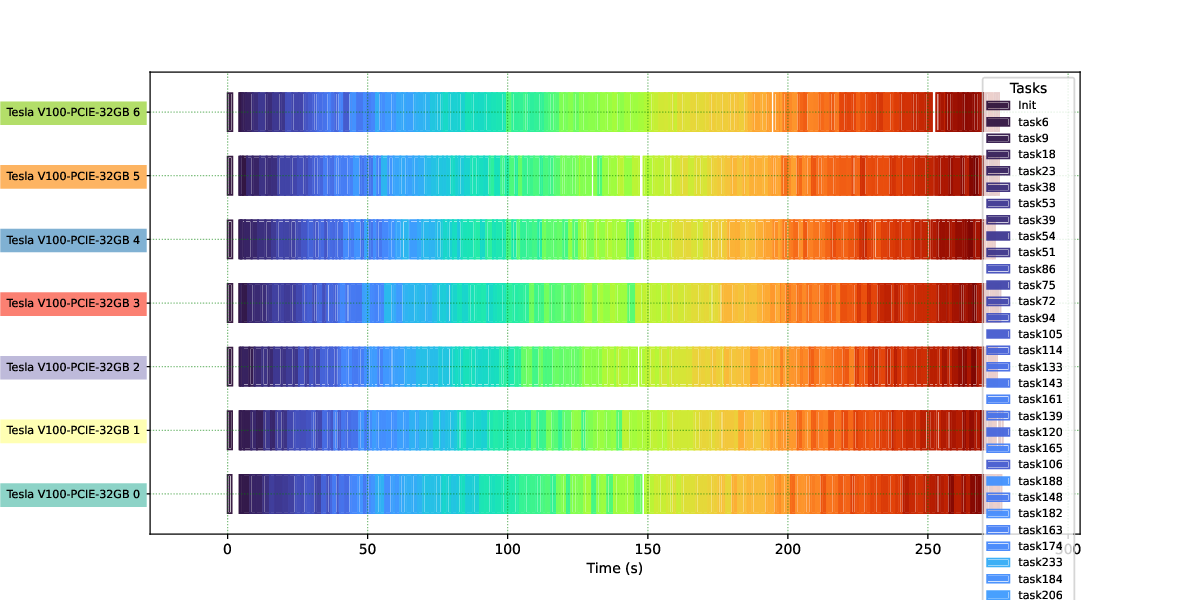 Tesla V100-PCIE-32GB 6
Tesla V100-PCIE-32GB 5
Tesla V100-PCIE-32GB 4
Tesla V100-PCIE-32GB 3
Tesla V100-PCIE-32GB 2
Tesla V100-PCIE-32GB 1
Tesla V100-PCIE-32GB 0
0 50 100 150 200 250 300
Time (s)
Tasks
Init
task6
task9
task18
task23
task38
task53
task39
task54
task51
task86
task75
task72
task94
task105
task114
task133
task143
task161
task139
task120
task165
task106
task188
task148
task182
task163
task174
task233
task184
task206